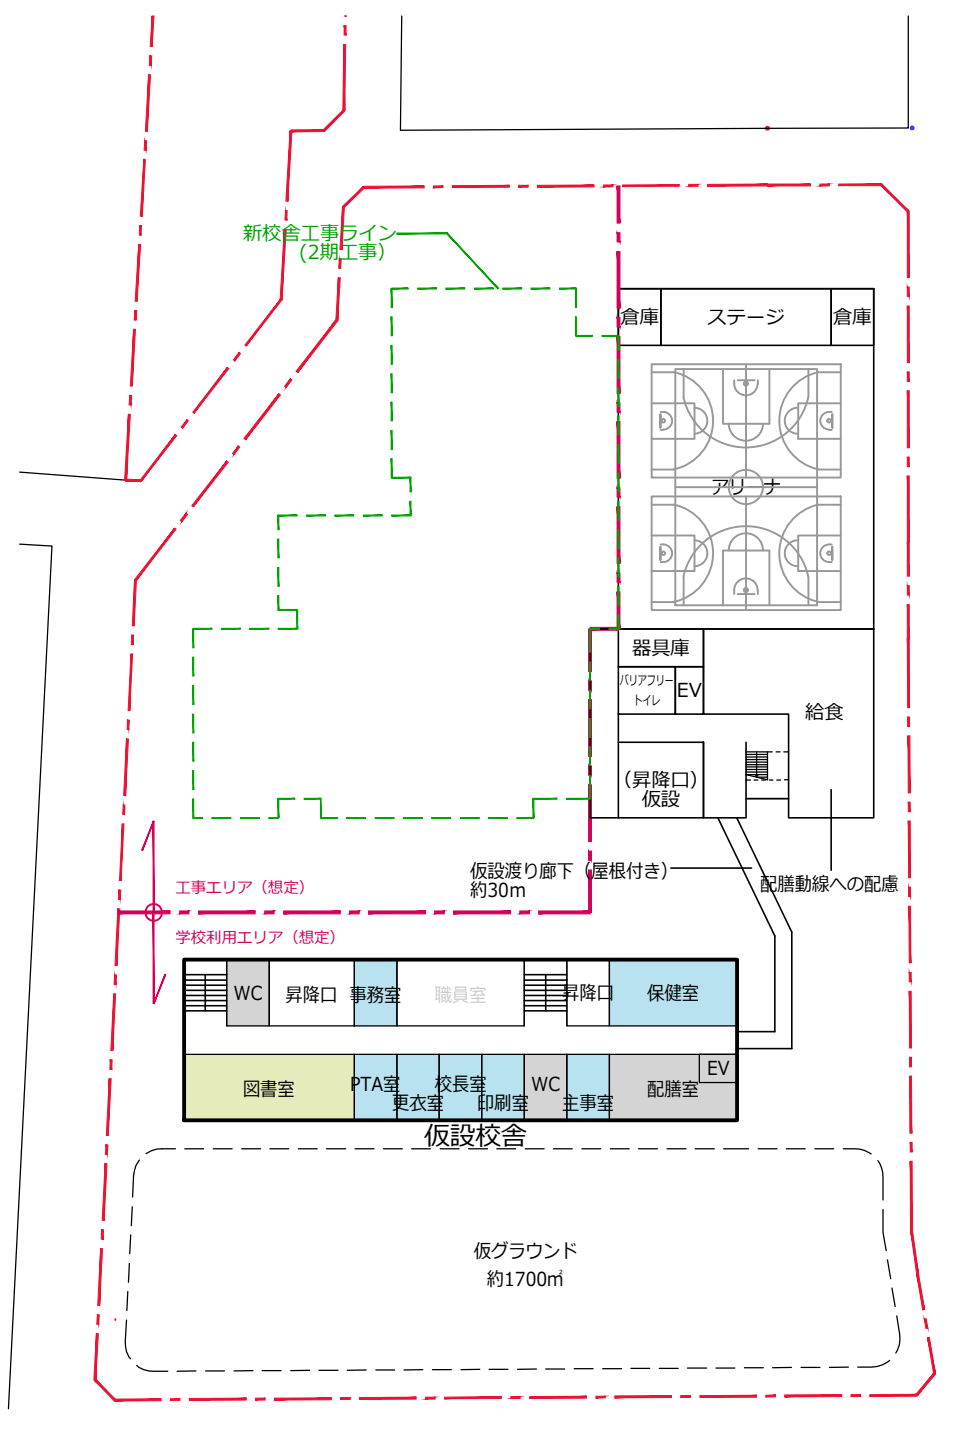 新校舎工事ライン
(2期工事)
倉庫
ステージ
倉庫
アリーナ
器具庫
バリアフリー
トイレ
EV
給食
(昇降口)
仮設
仮設渡り廊下（屋根付き）
約30m
配膳動線への配慮
工事エリア（想定）
学校利用エリア（想定）
WC
昇降口
事務室
職員室
昇降口
保健室
図書室
PTA室
更衣室
校長室
印刷室
WC
主事室
配膳室
EV
仮設校舎
仮グラウンド
約1700㎡